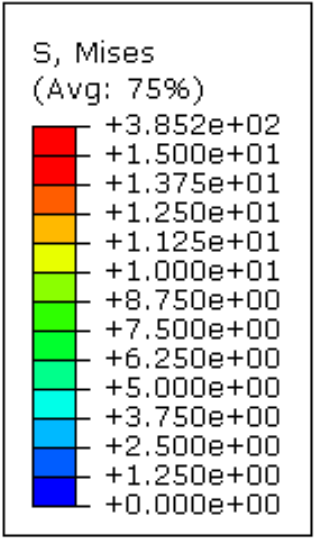 S, Mises
(Avg: 75%)
+3.852e+02
+1.500e+01
+1.375e+01
+1.250e+01
+1.125e+01
+1.000e+01
+8.750e+00
+7.500e+00
+6.250e+00
+5.000e+00
+3.750e+00
+2.500e+00
+1.250e+00
+0.000e+00